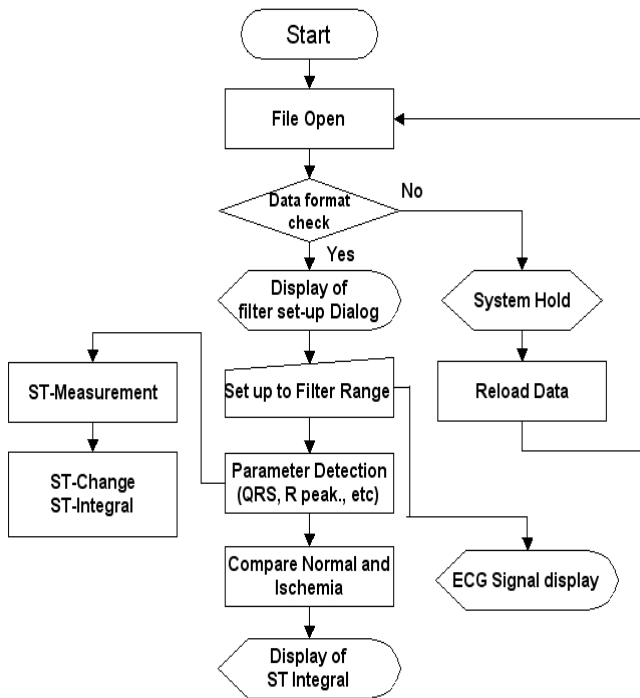 Start
File Open
Data format
check
No
Yes
Display of
filter set-up Dialog
System Hold
Set up to Filter Range
Reload Data
ST-Measurement
ST-Change
ST-Integral
Parameter Detection
(QRS, R peak., etc)
Compare Normal and
Ischemia
ECG Signal display
Display of
ST Integral